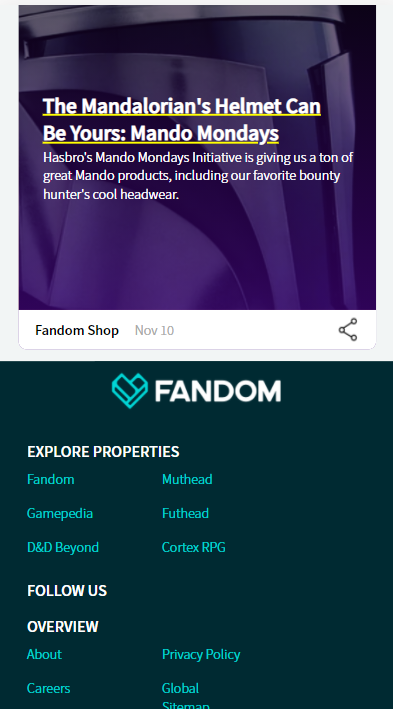 The Mandalorian's Helmet Can
Be Yours: Mando Mondays
Hasbro's Mando Mondays Initiative is giving us a ton of
great Mando products, including our favorite bounty
hunter's cool headwear.
Fandom Shop Nov 10
FANDOM
EXPLORE PROPERTIES
Fandom Muthead
Gamepedia Futhead
D&D Beyond Cortex RPG
FOLLOW US
OVERVIEW
About Privacy Policy
Careers Global
Sitemap